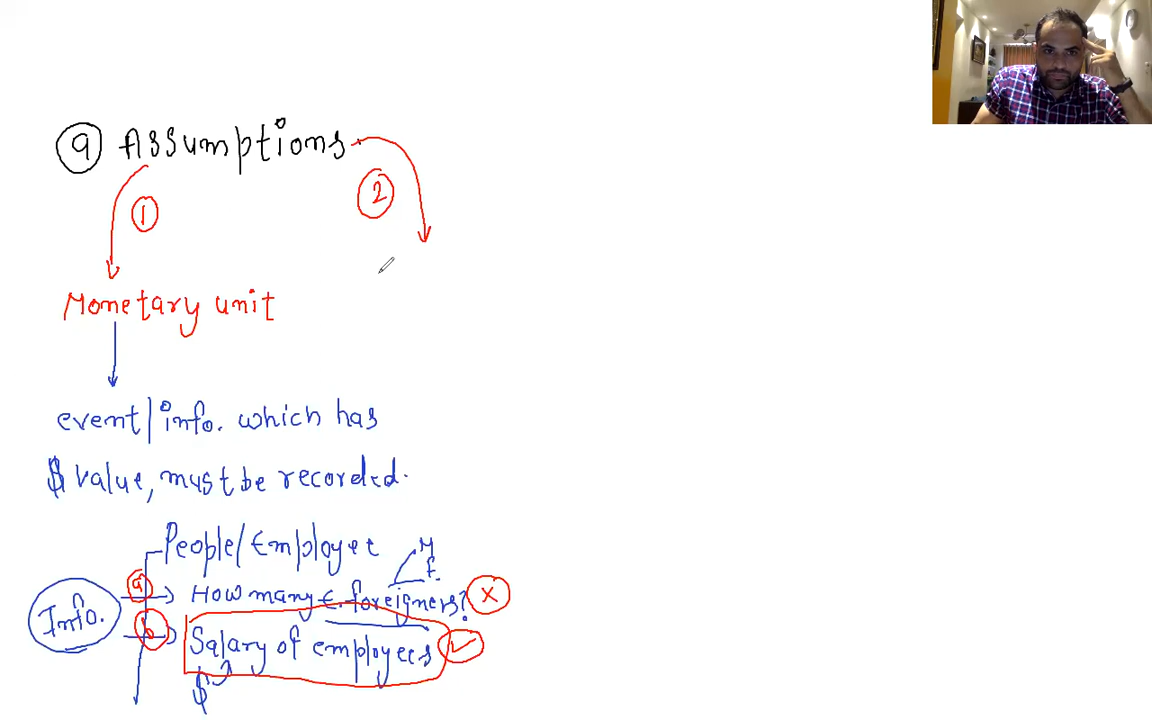 9 Assumptions
1
2
Monetary unit
event/info. which has
$ value, must be recorded.
People/Employee
M
F.
a How many E. foreigners? x
Info.
b Salary of employees ✓
$